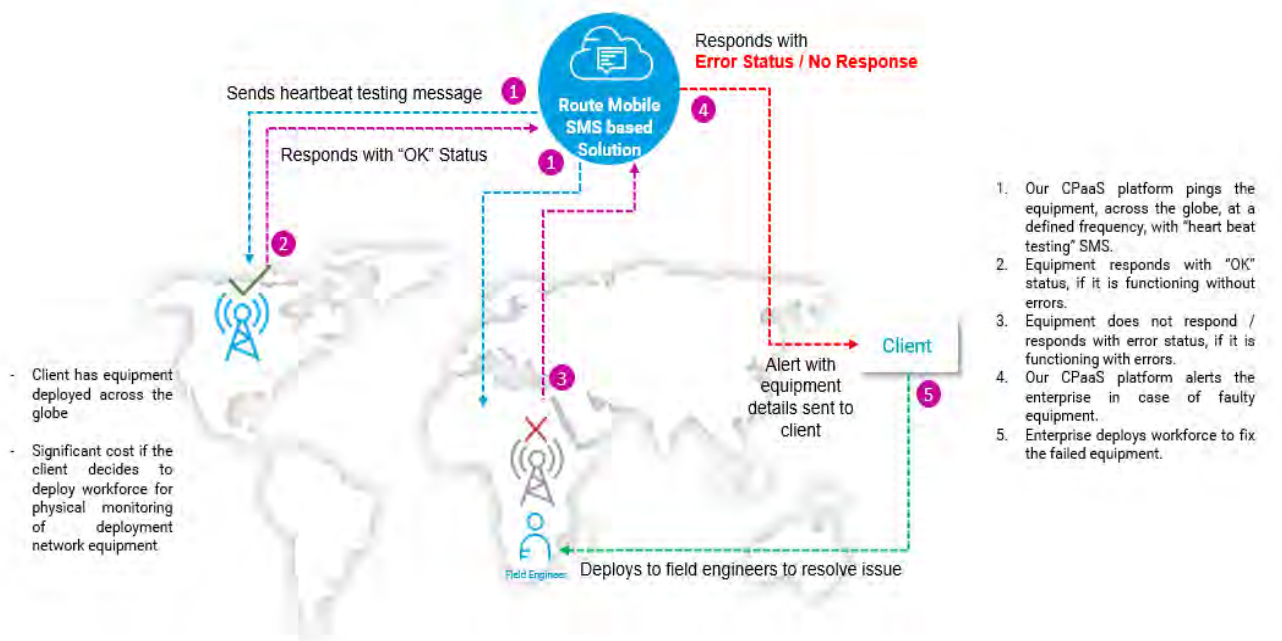 Responds with
Error Status / No Response
Sends heartbeat testing message
1
Route Mobile
SMS based
Solution
4
Responds with "OK" Status
1
2
3
Client
5
Alert with
equipment
details sent to
client
- Client has equipment
deployed across the
globe
- Significant cost if the
client decides to
deploy workforce for
physical monitoring
of deployment
network equipment
Field Engineer
Deploys to field engineers to resolve issue
1. Our CPaaS platform pings the
equipment, across the globe, at a
defined frequency, with "heart beat
testing" SMS.
2. Equipment responds with "OK"
status, if it is functioning without
errors.
3. Equipment does not respond /
responds with error status, if it is
functioning with errors.
4. Our CPaaS platform alerts the
enterprise in case of faulty
equipment.
5. Enterprise deploys workforce to fix
the failed equipment.